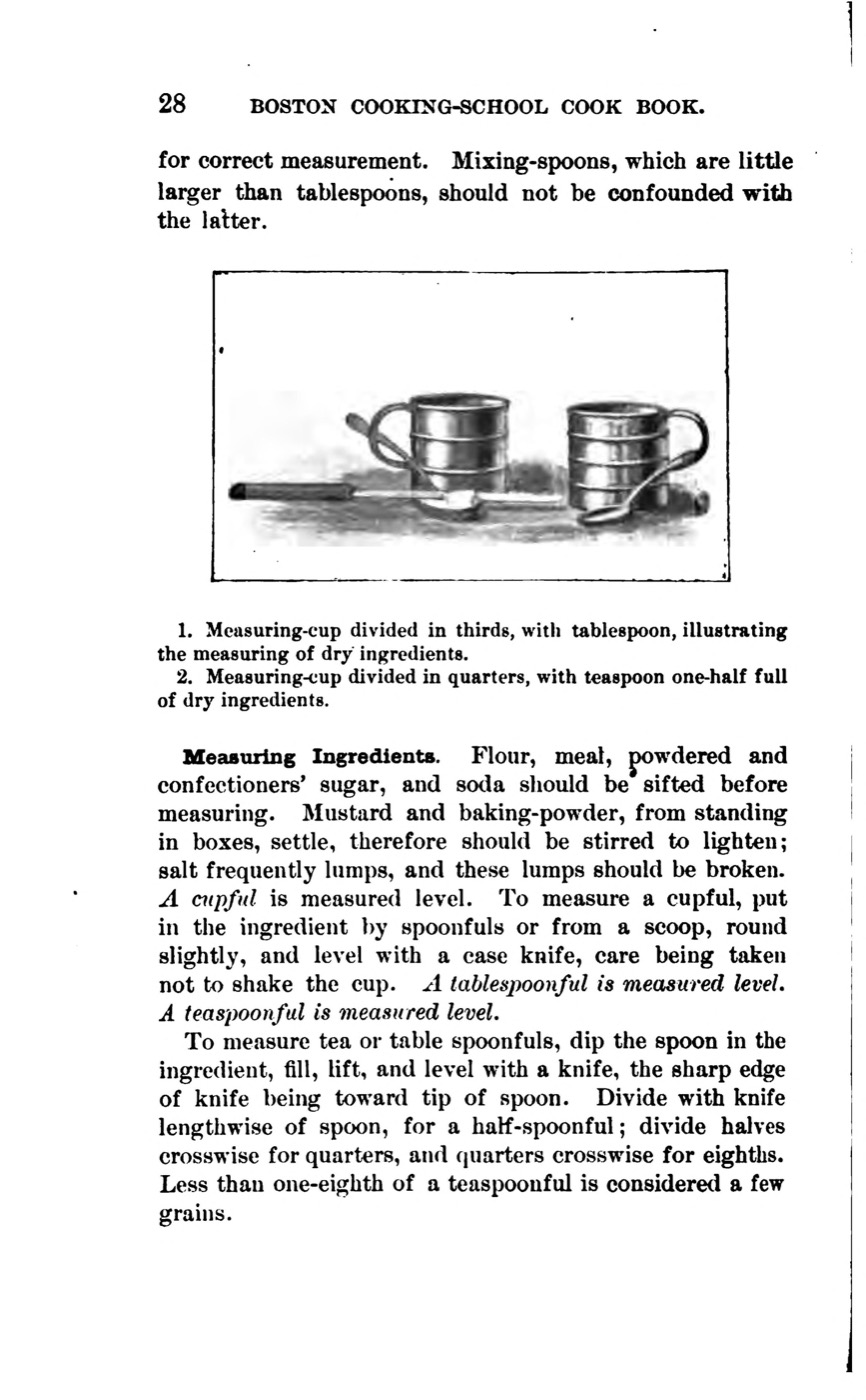 28 BOSTON COOKING-SCHOOL COOK BOOK.
for correct measurement. Mixing-spoons, which are little
larger than tablespoons, should not be confounded with
the latter.
1. Measuring-cup divided in thirds, with tablespoon, illustrating
the measuring of dry ingredients.
2. Measuring-cup divided in quarters, with teaspoon one-half full
of dry ingredients.
Measuring Ingredients. Flour, meal, powdered and
confectioners' sugar, and soda should be sifted before
measuring. Mustard and baking-powder, from standing
in boxes, settle, therefore should be stirred to lighten;
salt frequently lumps, and these lumps should be broken.
A cupful is measured level. To measure a cupful, put
in the ingredient by spoonfuls or from a scoop, round
slightly, and level with a case knife, care being taken
not to shake the cup. A tablespoonful is measured level.
A teaspoonful is measured level.
To measure tea or table spoonfuls, dip the spoon in the
ingredient, fill, lift, and level with a knife, the sharp edge
of knife being toward tip of spoon. Divide with knife
lengthwise of spoon, for a half-spoonful; divide halves
crosswise for quarters, and quarters crosswise for eighths.
Less than one-eighth of a teaspoonful is considered a few
grains.